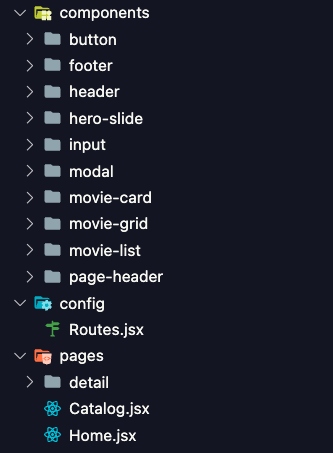 components
button
footer
header
hero-slide
input
modal
movie-card
movie-grid
movie-list
page-header
config
Routes.jsx
pages
detail
Catalog.jsx
Home.jsx